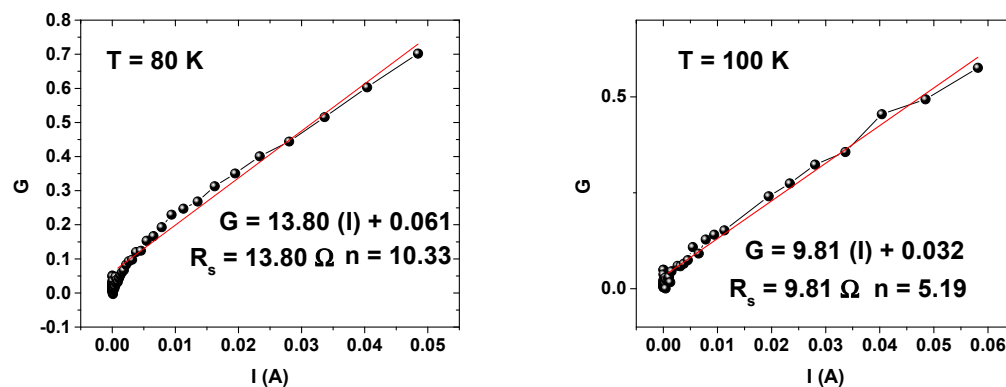 0.8
0.7
0.6
0.5
0.4
0.3
0.2
0.1
0.0
-0.1
G
T = 80 K
G = 13.80 (I) + 0.061
Rₛ = 13.80 Ω n = 10.33
0.00 0.01 0.02 0.03 0.04 0.05
I (A)
0.5
0.0
G
T = 100 K
G = 9.81 (I) + 0.032
Rₛ = 9.81 Ω n = 5.19
0.00 0.01 0.02 0.03 0.04 0.05 0.06
I (A)